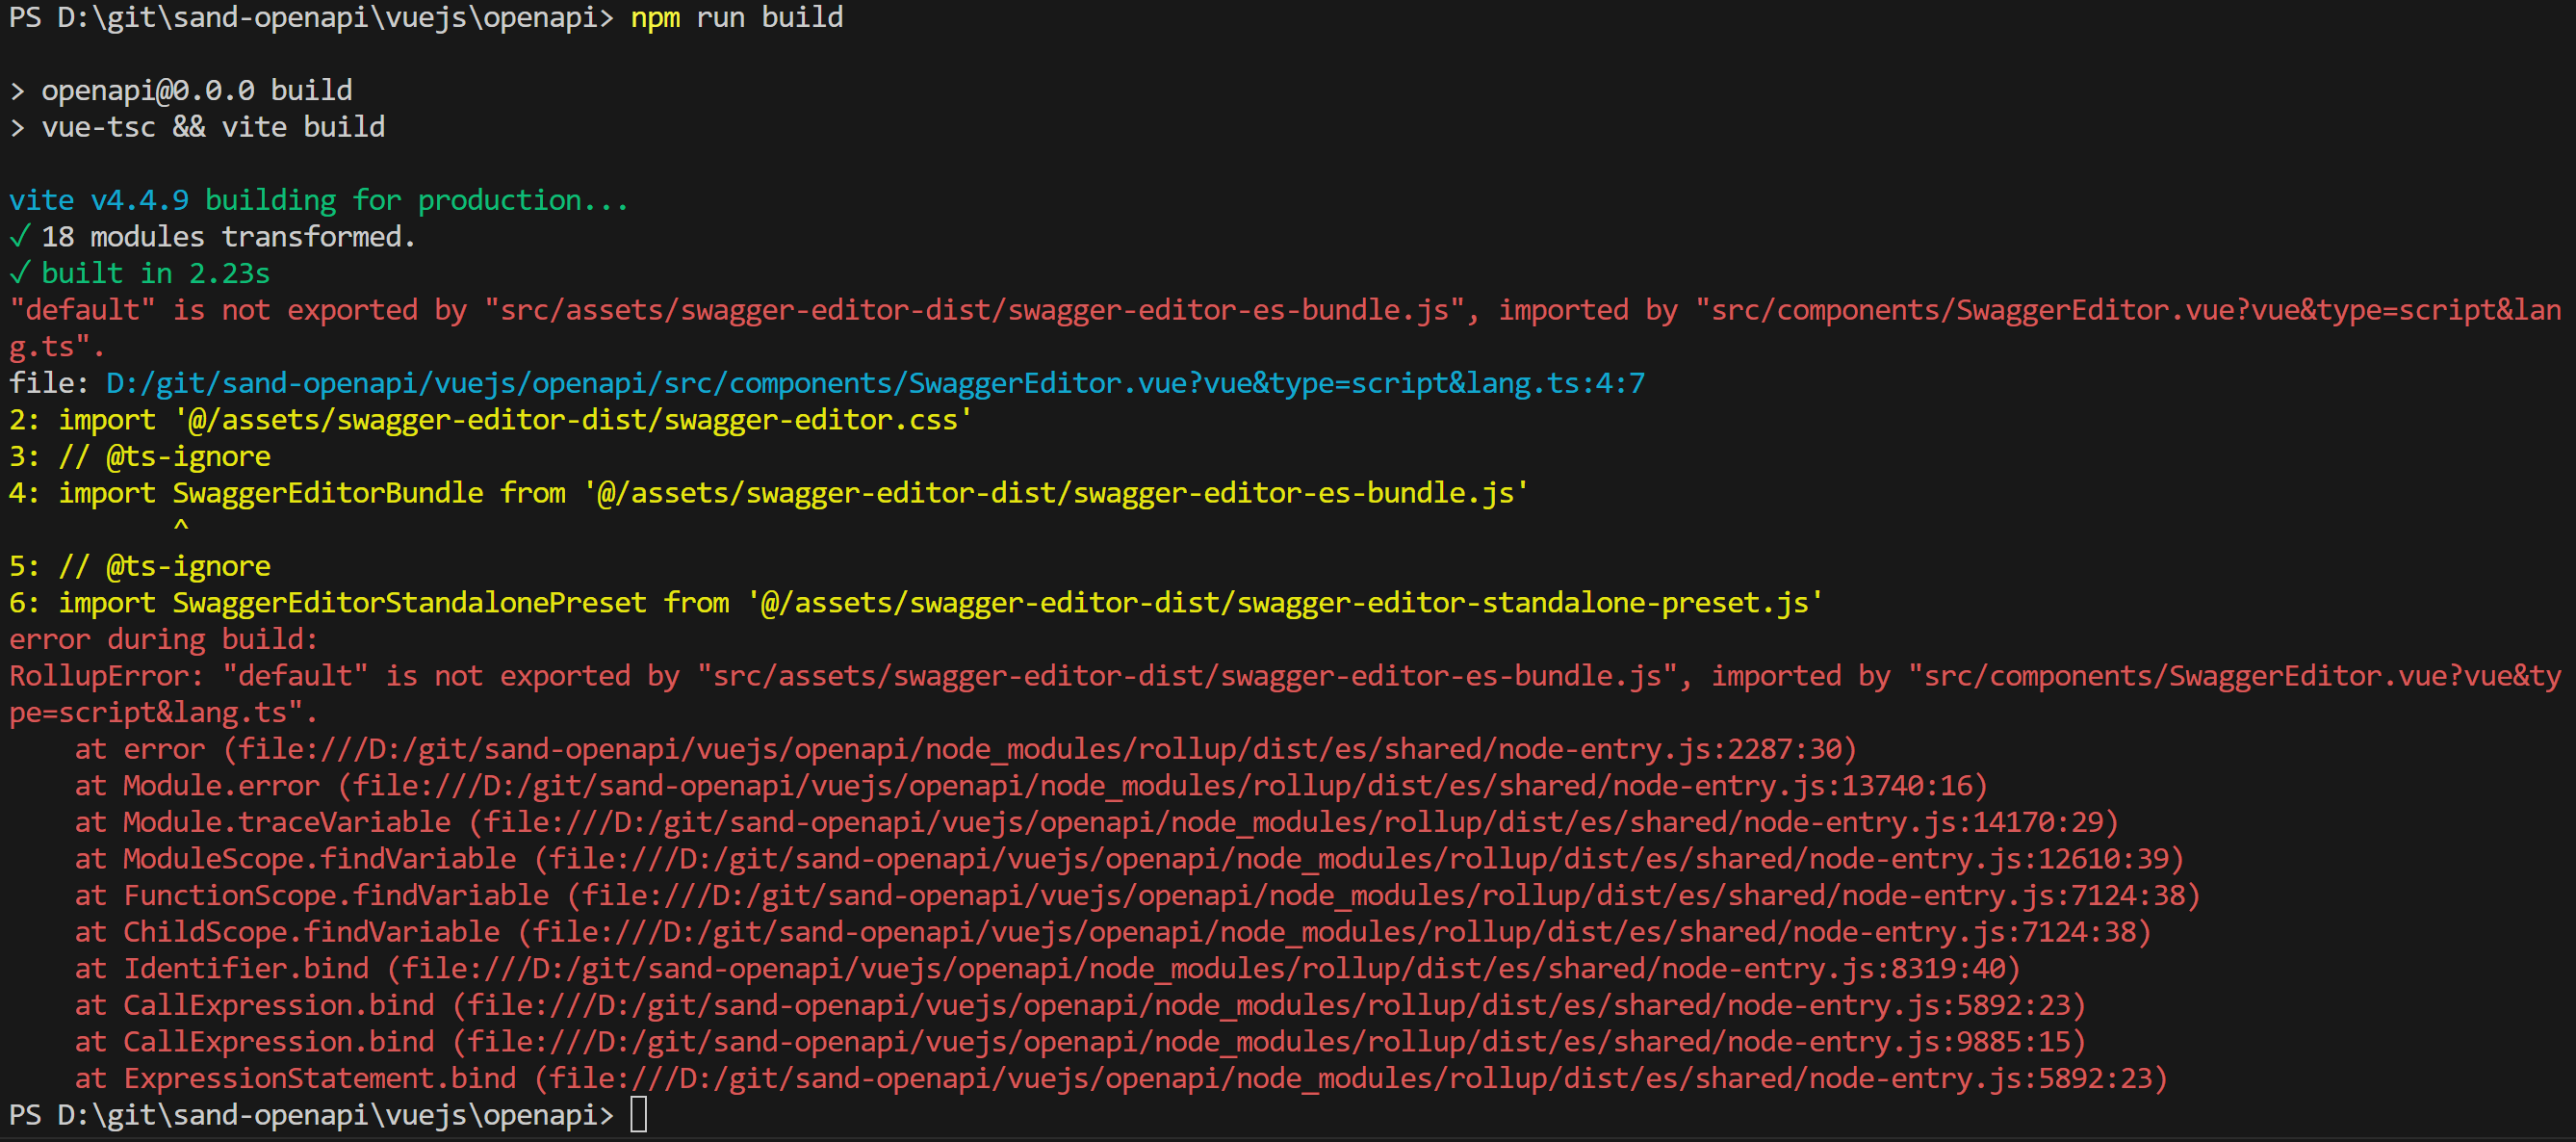 PS D:\git\sand-openapi\vuejs\openapi> npm run build
> openapi@0.0.0 build
> vue-tsc && vite build
vite v4.4.9 building for production...
✓ 18 modules transformed.
✓ built in 2.23s
"default" is not exported by "src/assets/swagger-editor-dist/swagger-editor-es-bundle.js", imported by "src/components/SwaggerEditor.vue?vue&type=script&lan
g.ts".
file: D:/git/sand-openapi/vuejs/openapi/src/components/SwaggerEditor.vue?vue&type=script&lang.ts:4:7
2: import '@/assets/swagger-editor-dist/swagger-editor.css'
3: // @ts-ignore
4: import SwaggerEditorBundle from '@/assets/swagger-editor-dist/swagger-editor-es-bundle.js'
^
5: // @ts-ignore
6: import SwaggerEditorStandalonePreset from '@/assets/swagger-editor-dist/swagger-editor-standalone-preset.js'
error during build:
RollupError: "default" is not exported by "src/assets/swagger-editor-dist/swagger-editor-es-bundle.js", imported by "src/components/SwaggerEditor.vue?vue&ty
pe=script&lang.ts".
at error (file:///D:/git/sand-openapi/vuejs/openapi/node_modules/rollup/dist/es/shared/node-entry.js:2287:30)
at Module.error (file:///D:/git/sand-openapi/vuejs/openapi/node_modules/rollup/dist/es/shared/node-entry.js:13740:16)
at Module.traceVariable (file:///D:/git/sand-openapi/vuejs/openapi/node_modules/rollup/dist/es/shared/node-entry.js:14170:29)
at ModuleScope.findVariable (file:///D:/git/sand-openapi/vuejs/openapi/node_modules/rollup/dist/es/shared/node-entry.js:12610:39)
at FunctionScope.findVariable (file:///D:/git/sand-openapi/vuejs/openapi/node_modules/rollup/dist/es/shared/node-entry.js:7124:38)
at ChildScope.findVariable (file:///D:/git/sand-openapi/vuejs/openapi/node_modules/rollup/dist/es/shared/node-entry.js:7124:38)
at Identifier.bind (file:///D:/git/sand-openapi/vuejs/openapi/node_modules/rollup/dist/es/shared/node-entry.js:8319:40)
at CallExpression.bind (file:///D:/git/sand-openapi/vuejs/openapi/node_modules/rollup/dist/es/shared/node-entry.js:5892:23)
at CallExpression.bind (file:///D:/git/sand-openapi/vuejs/openapi/node_modules/rollup/dist/es/shared/node-entry.js:9885:15)
at ExpressionStatement.bind (file:///D:/git/sand-openapi/vuejs/openapi/node_modules/rollup/dist/es/shared/node-entry.js:5892:23)
PS D:\git\sand-openapi\vuejs\openapi>